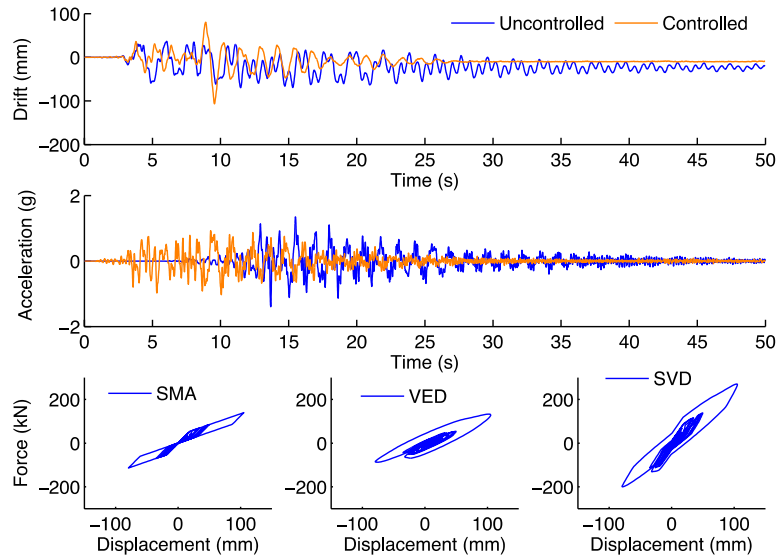 100
0
−100
−200
Drift (mm)
Uncontrolled Controlled
0 5 10 15 20 25 30 35 40 45 50
Time (s)
2
0
−2
Acceleration (g)
0 5 10 15 20 25 30 35 40 45 50
Time (s)
Force (kN)
200
0
−200
SMA
−100 0 100
Displacement (mm)
200
0
−200
VED
−100 0 100
Displacement (mm)
200
0
−200
SVD
−100 0 100
Displacement (mm)